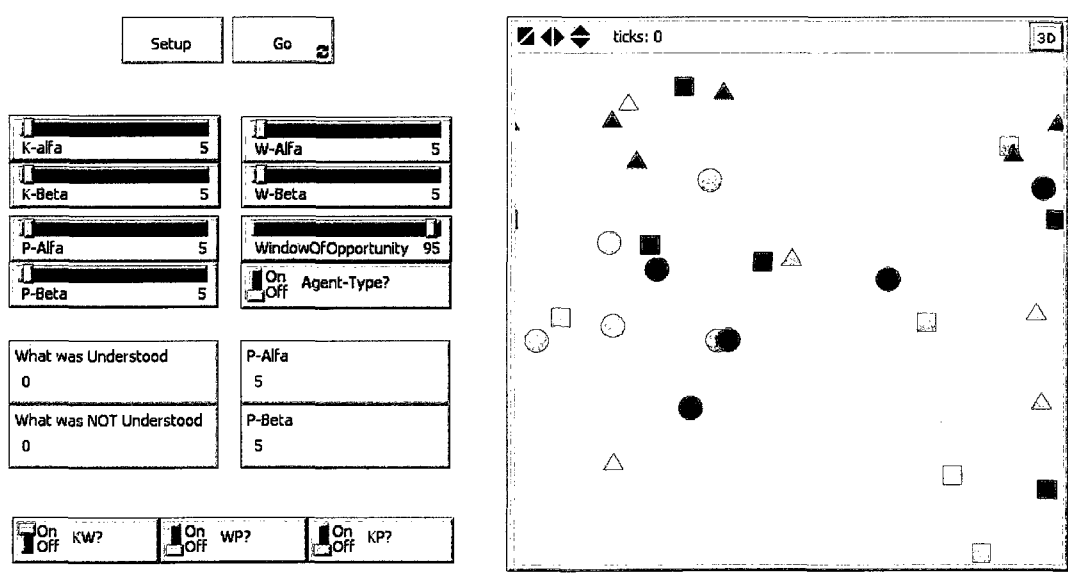 Setup
Go
ticks: 0
3D
K-alfa 5
W-Alfa 5
K-Beta 5
W-Beta 5
P-Alfa 5
WindowOfOpportunity 95
P-Beta 5
On
Off
Agent-Type?
What was Understood
0
P-Alfa
5
What was NOT Understood
0
P-Beta
5
On
Off
KW?
On
Off
WP?
On
Off
KP?